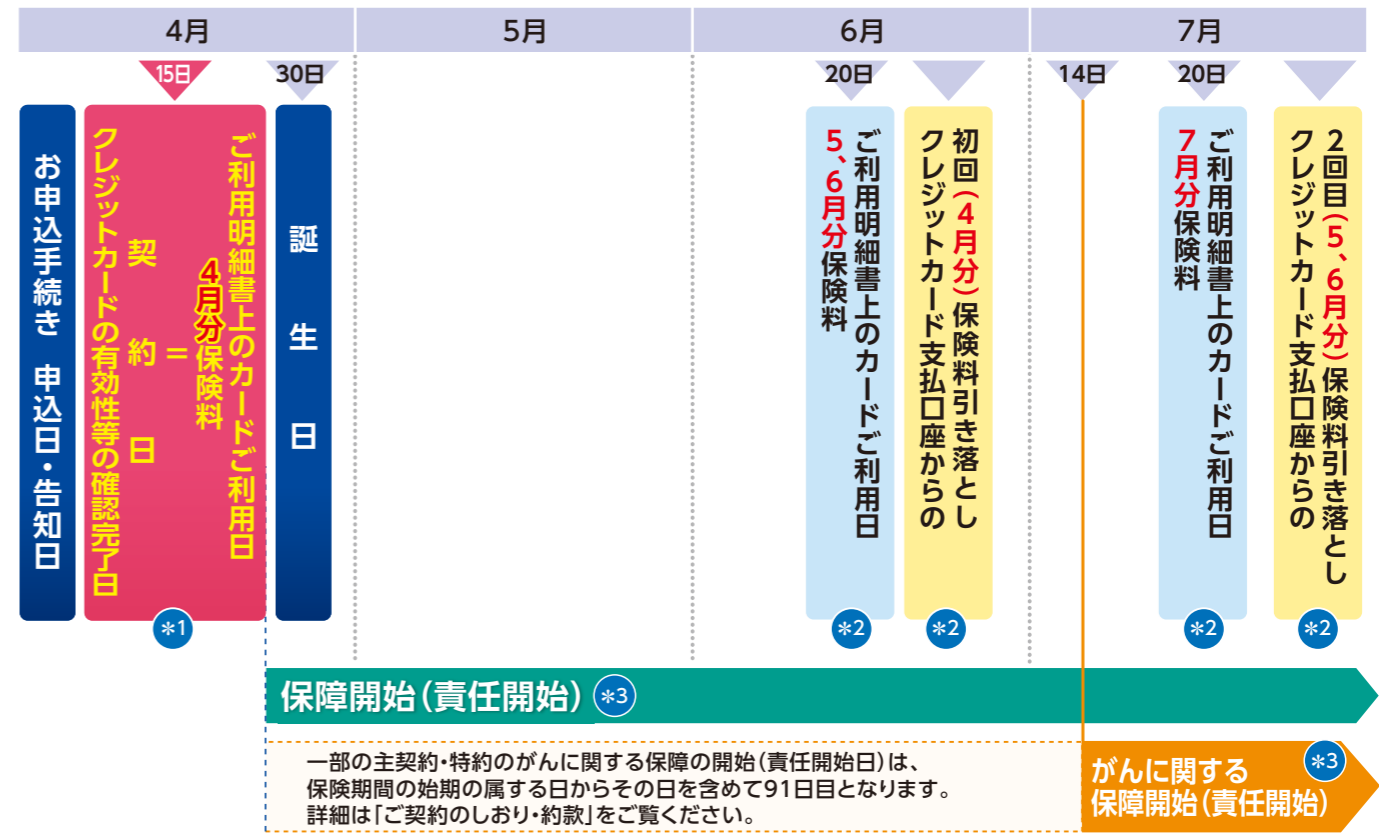 4月
5月
6月
7月
15日
30日
20日
14日
20日
お申込手続き 申込日・告知日
ご利用明細書上のカードご利用日
4月分保険料
=
契約日
クレジットカードの有効性等の確認完了日
*1
誕生日
ご利用明細書上のカードご利用日
5、6月分保険料
*2
初回(4月分)保険料引き落とし
クレジットカード支払口座からの
*2
ご利用明細書上のカードご利用日
7月分保険料
*2
2回目(5、6月分)保険料引き落とし
クレジットカード支払口座からの
*2
保障開始(責任開始) *3
一部の主契約・特約のがんに関する保障の開始(責任開始日)は、
保険期間の始期の属する日からその日を含めて91日目となります。
詳細は「ご契約のしおり・約款」をご覧ください。
がんに関する *3
保障開始(責任開始)